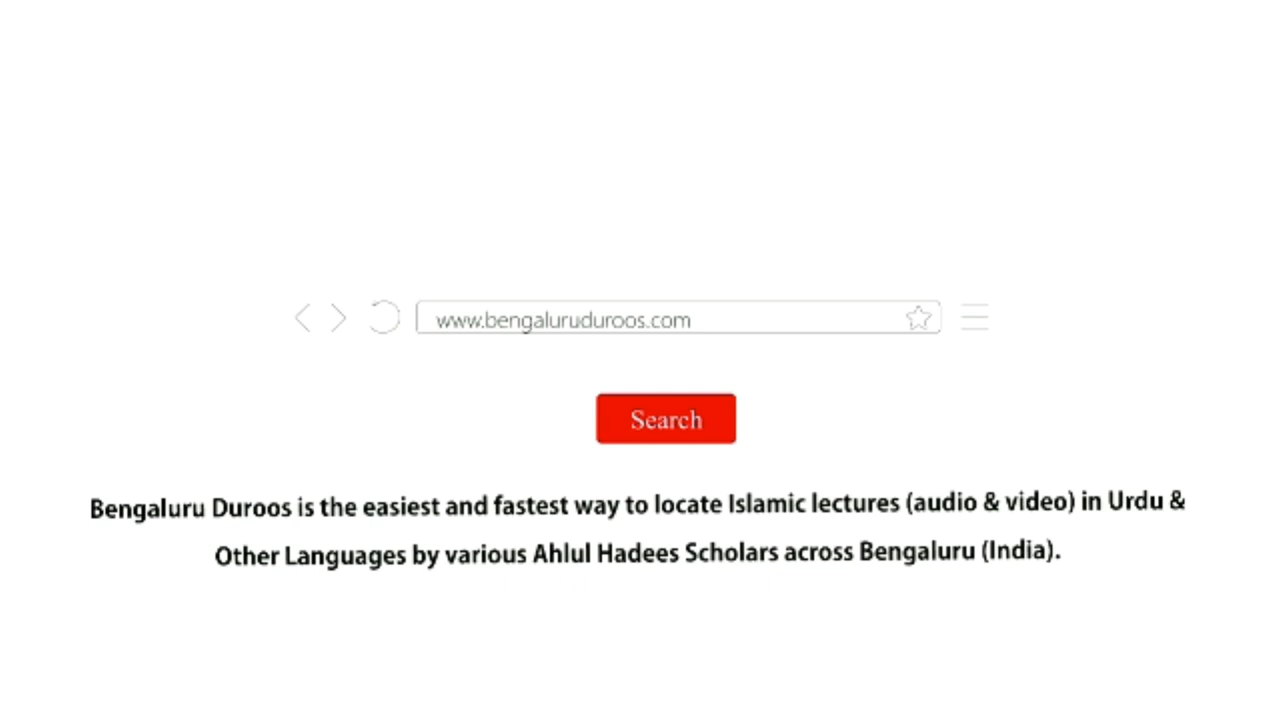 www.bengaluruduroos.com
Search
Bengaluru Duroos is the easiest and fastest way to locate Islamic lectures (audio & video) in Urdu &
Other Languages by various Ahlul Hadees Scholars across Bengaluru (India).